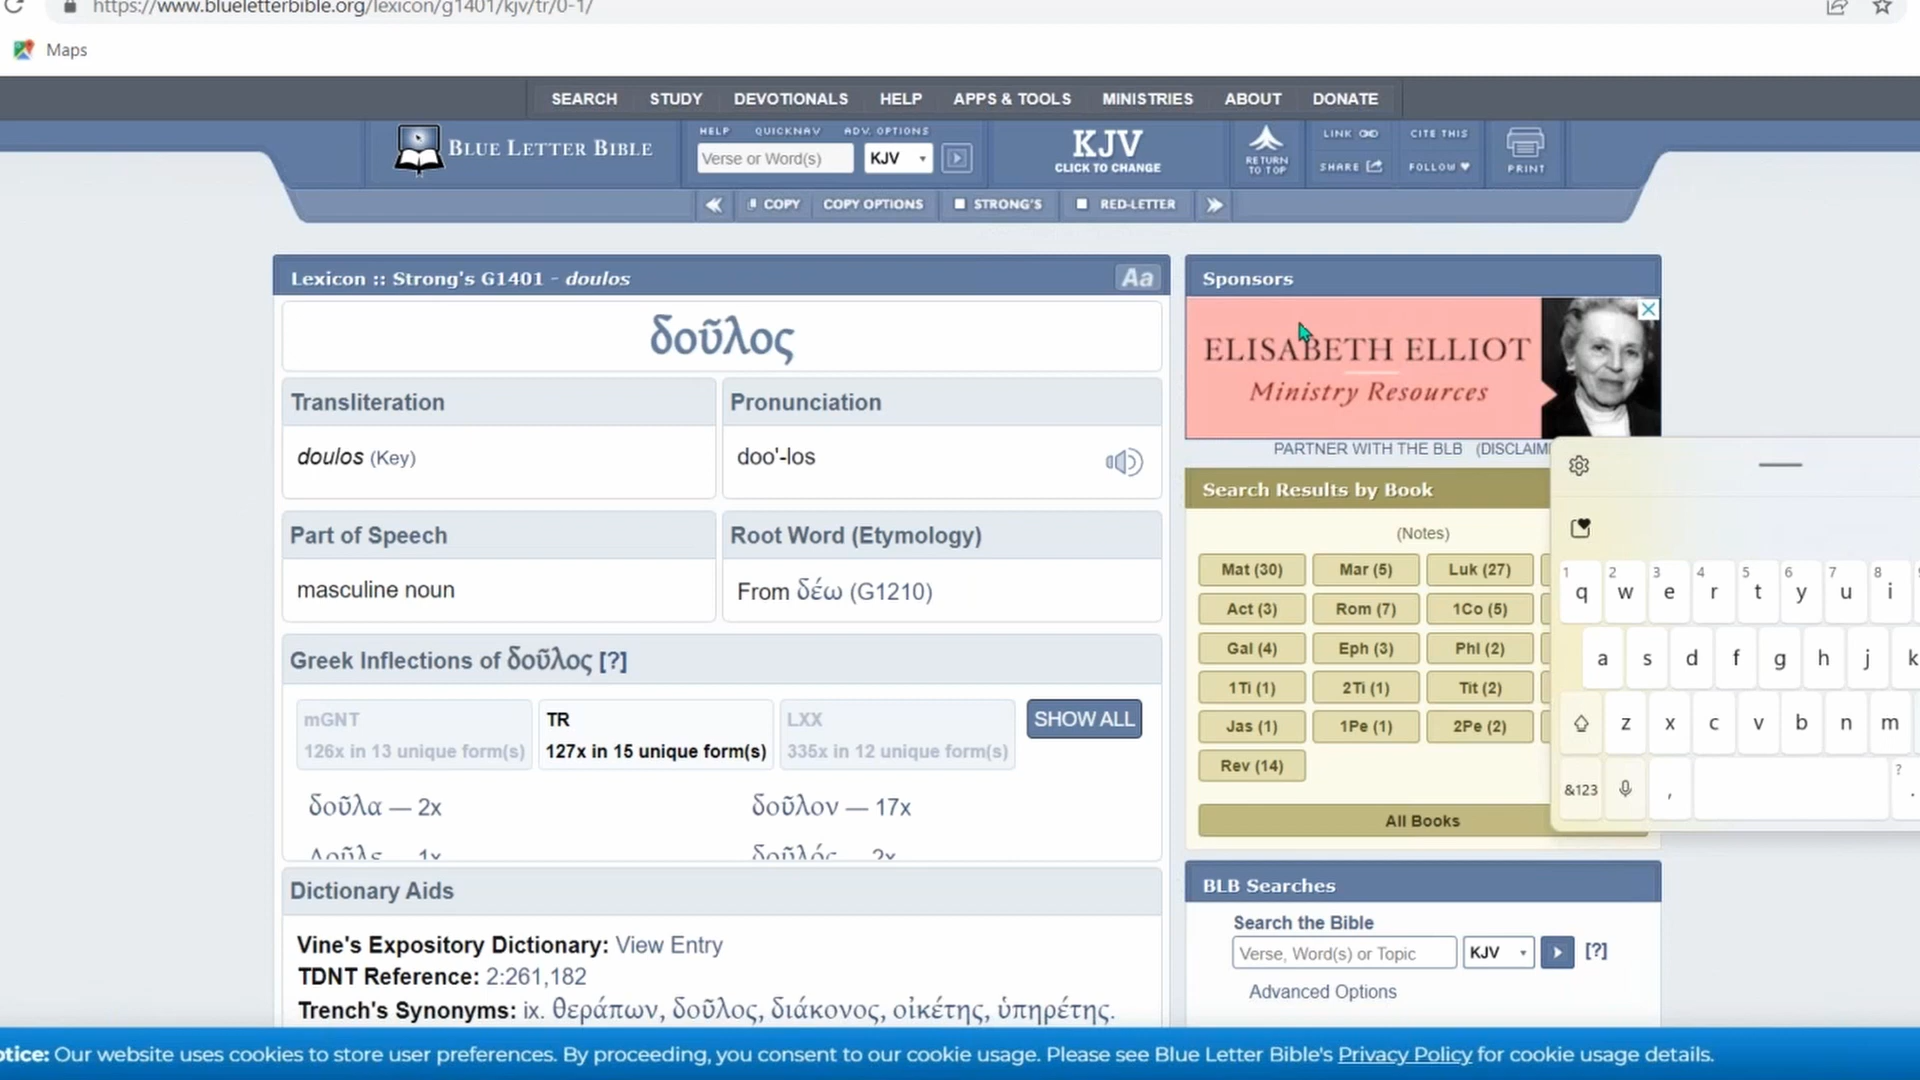 https://www.blueletterbible.org/lexicon/g1401/kjv/tr/0-1/
Maps
SEARCH STUDY DEVOTIONALS HELP APPS & TOOLS MINISTRIES ABOUT DONATE
HELP QUICKNAV ADV. OPTIONS
BLUE LETTER BIBLE
Verse or Word(s) KJV
KJV
CLICK TO CHANGE
RETURN TO TOP
LINK CITE THIS
SHARE FOLLOW
PRINT
COPY COPY OPTIONS STRONG'S RED-LETTER
Lexicon :: Strong's G1401 - doulos Aa
δοῦλος
Transliteration
doulos (Key)
Pronunciation
doo'-los
Part of Speech
masculine noun
Root Word (Etymology)
From δέω (G1210)
Greek Inflections of δοῦλος [?]
mGNT
126x in 13 unique form(s)
TR
127x in 15 unique form(s)
LXX
335x in 12 unique form(s)
SHOW ALL
δοῦλα — 2x δοῦλον — 17x
Δοῦλε — 1x δοῦλός — 2x
Dictionary Aids
Vine's Expository Dictionary: View Entry
TDNT Reference: 2:261,182
Trench's Synonyms: ix. θεράπων, δοῦλος, διάκονος, οἰκέτης, ὑπηρέτης.
Sponsors
ELISABETH ELLIOT
Ministry Resources
PARTNER WITH THE BLB (DISCLAIM
Search Results by Book
(Notes)
Mat (30) Mar (5) Luk (27)
Act (3) Rom (7) 1Co (5)
Gal (4) Eph (3) Phl (2)
1Ti (1) 2Ti (1) Tit (2)
Jas (1) 1Pe (1) 2Pe (2)
Rev (14)
All Books
BLB Searches
Search the Bible
Verse, Word(s) or Topic KJV [?]
Advanced Options
1 2 3 4 5 6 7 8
q w e r t y u i
a s d f g h j k
z x c v b n m
&123 , ? .
otice: Our website uses cookies to store user preferences. By proceeding, you consent to our cookie usage. Please see Blue Letter Bible's Privacy Policy for cookie usage details.